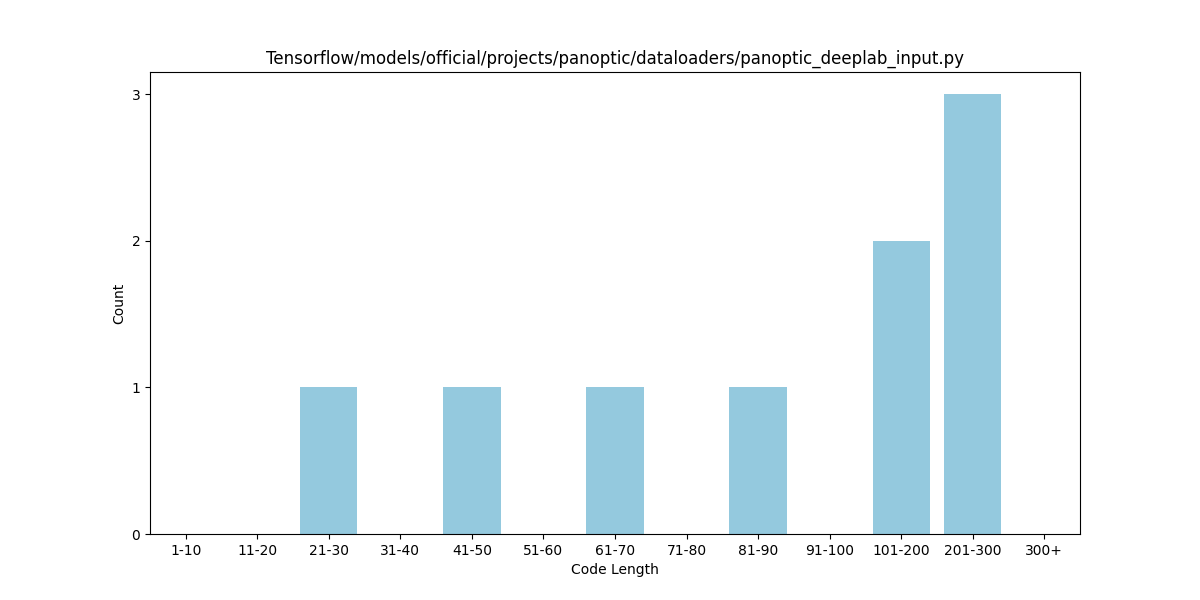 Tensorflow/models/official/projects/panoptic/dataloaders/panoptic_deeplab_input.py
3
2
1
0
Count
1-10 11-20 21-30 31-40 41-50 51-60 61-70 71-80 81-90 91-100 101-200 201-300 300+
Code Length